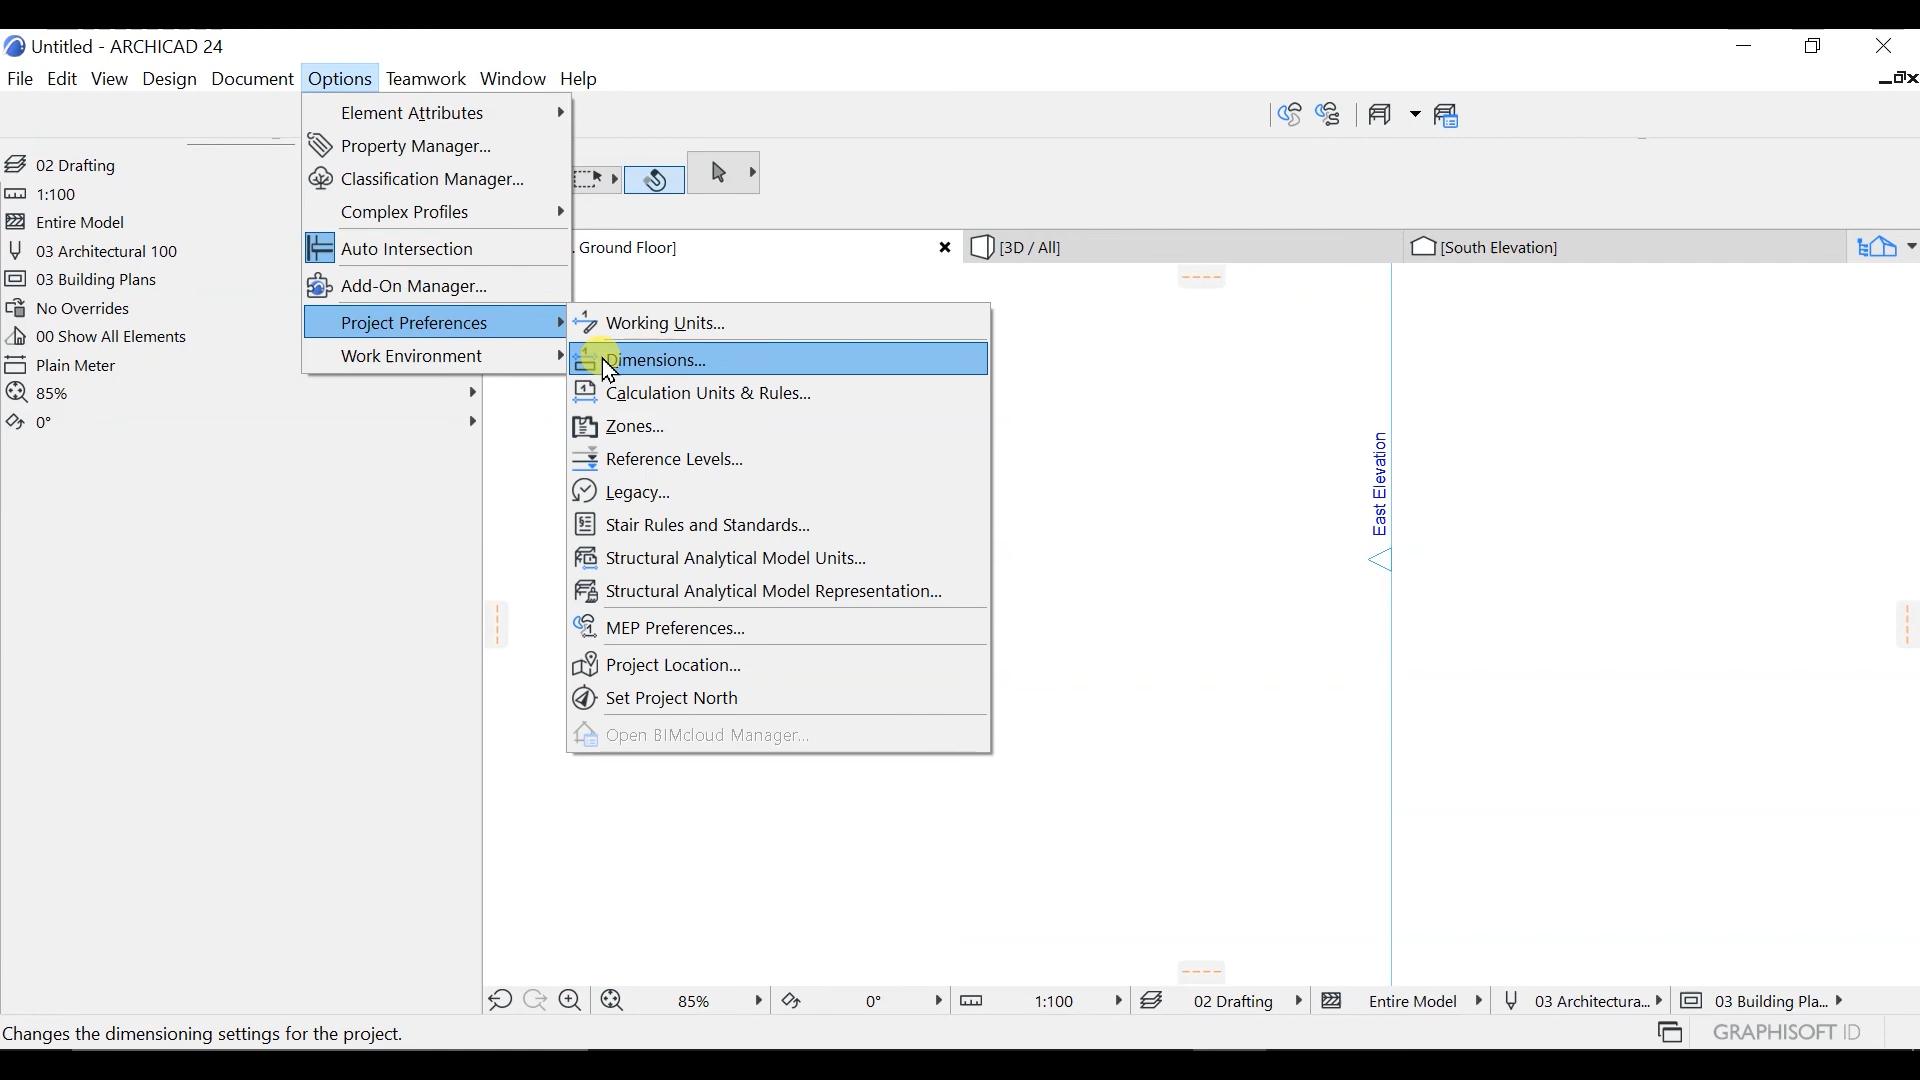 Untitled - ARCHICAD 24
File Edit View Design Document Options Teamwork Window Help
Element Attributes
Property Manager...
Classification Manager...
Complex Profiles
Auto Intersection
Add-On Manager...
Project Preferences
Work Environment
02 Drafting
1:100
Entire Model
03 Architectural 100
03 Building Plans
No Overrides
00 Show All Elements
Plain Meter
85%
0°
. Ground Floor]
[3D / All]
[South Elevation]
Working Units...
Dimensions...
Calculation Units & Rules...
Zones...
Reference Levels...
Legacy...
Stair Rules and Standards...
Structural Analytical Model Units...
Structural Analytical Model Representation...
MEP Preferences...
Project Location...
Set Project North
Open BIMcloud Manager...
East Elevation
85% 0° 1:100 02 Drafting Entire Model 03 Architectura... 03 Building Pla...
Changes the dimensioning settings for the project.
GRAPHISOFT ID